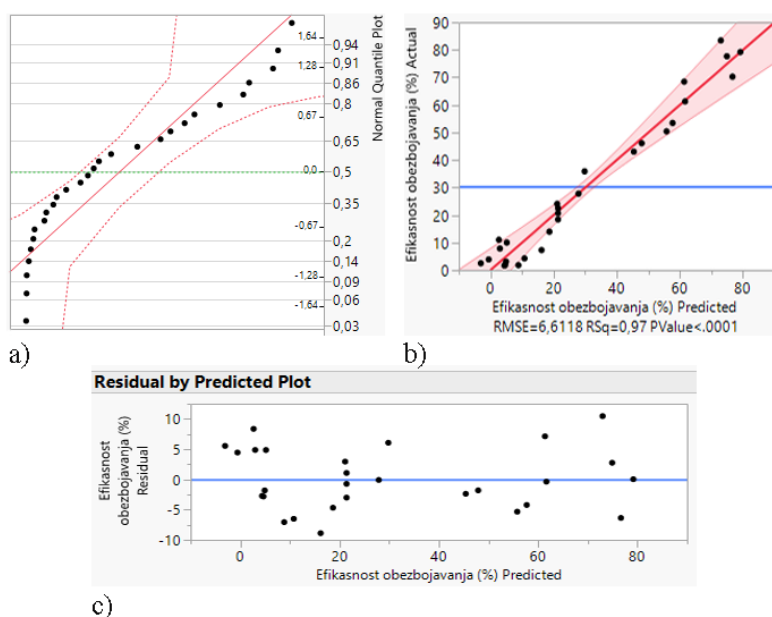 1.64
1.28
0.67
0,0
-0.67
-1.28
-1.64
0,94
0,91
0,86
0,8
0,65
0,5
0,35
0,2
0,14
0,09
0,06
0,03
Normal Quantile Plot
a)
Efikasnost obezbojavanja (%) Actual
90
80
70
60
50
40
30
20
10
0
0 20 40 60 80
Efikasnost obezbojavanja (%) Predicted
RMSE=6,6118 RSq=0,97 PValue<.0001
b)
Residual by Predicted Plot
Efikasnost
obezbojavanja (%)
Residual
10
5
0
-5
-10
0 20 40 60 80
Efikasnost obezbojavanja (%) Predicted
c)